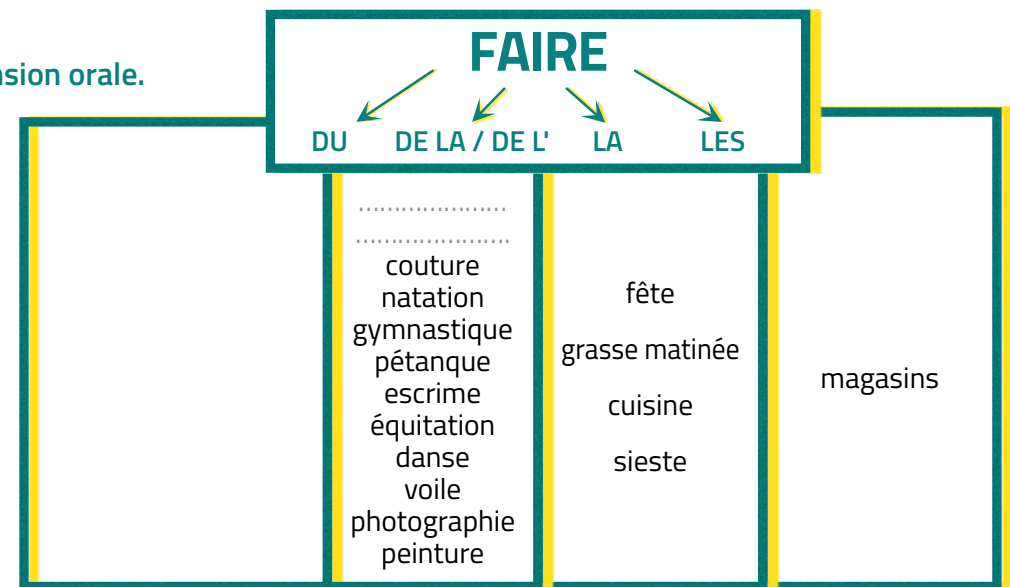 nsion orale.
FAIRE
DU DE LA / DE L' LA LES
.....................
......................
couture
natation
gymnastique
pétanque
escrime
équitation
danse
voile
photographie
peinture
fête
grasse matinée
cuisine
sieste
magasins